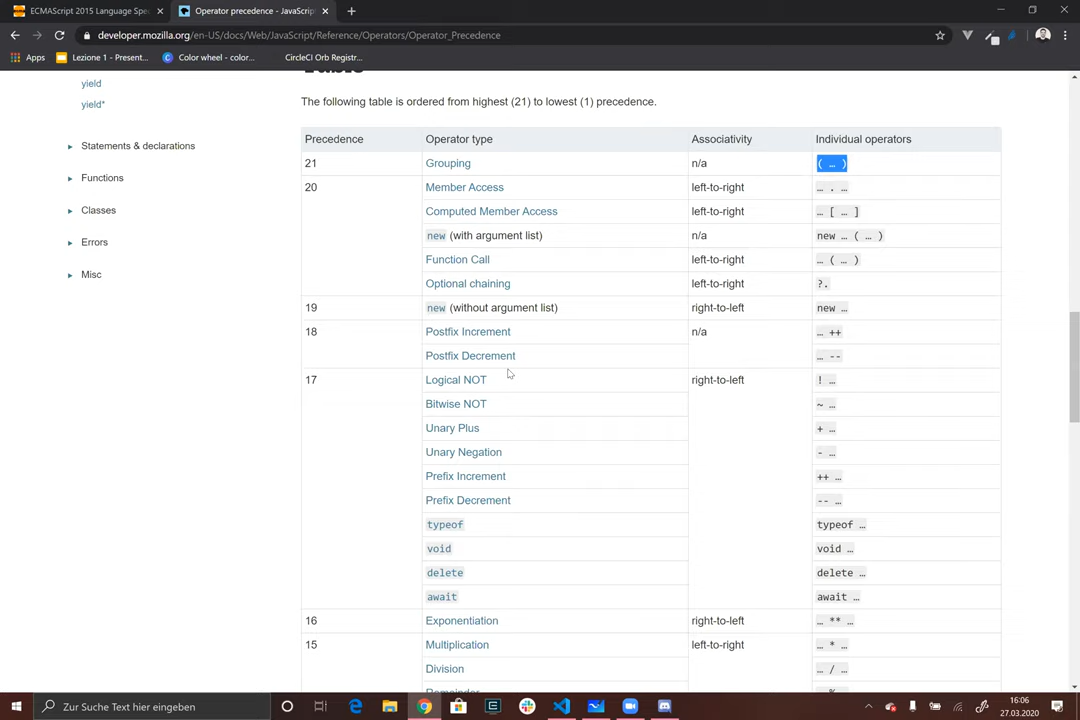 ECMAScript 2015 Language Spec
Operator precedence - JavaScript
developer.mozilla.org/en-US/docs/Web/JavaScript/Reference/Operators/Operator_Precedence
Apps
Lezione 1 - Present...
Color wheel - color...
CircleCI Orb Registr...
Table
yield
yield*
Statements & declarations
Functions
Classes
Errors
Misc
The following table is ordered from highest (21) to lowest (1) precedence.
Precedence Operator type Associativity Individual operators
21 Grouping n/a ( … )
20 Member Access left-to-right … . …
Computed Member Access left-to-right … [ … ]
new (with argument list) n/a new … ( … )
Function Call left-to-right … ( … )
Optional chaining left-to-right ?.
19 new (without argument list) right-to-left new …
18 Postfix Increment n/a … ++
Postfix Decrement … --
17 Logical NOT right-to-left ! …
Bitwise NOT ~ …
Unary Plus + …
Unary Negation - …
Prefix Increment ++ …
Prefix Decrement -- …
typeof typeof …
void void …
delete delete …
await await …
16 Exponentiation right-to-left … ** …
15 Multiplication left-to-right … * …
Division … / …
Remainder … % …
Zur Suche Text hier eingeben
16:06
27.03.2020